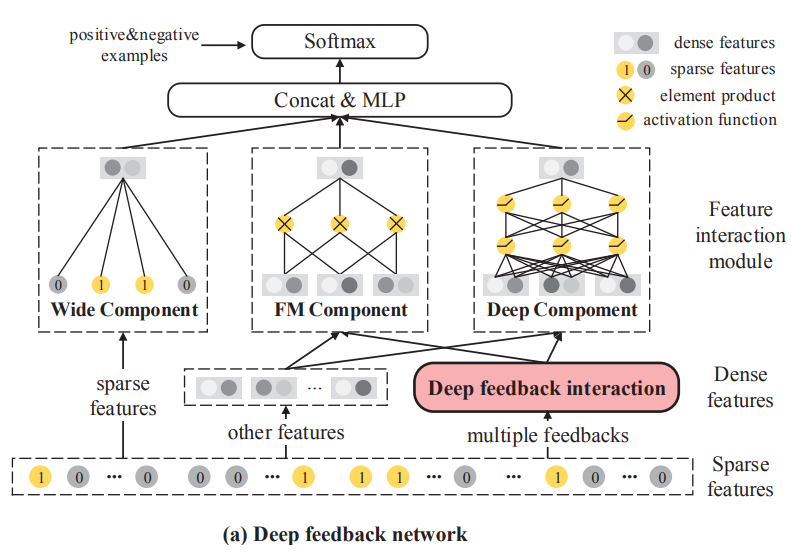 positive&negative
examples
Softmax
dense features
1 0 sparse features
element product
activation function
Concat & MLP
Feature
interaction
module
0 1 1 0
Wide Component
FM Component
Deep Compoment
sparse
features
...
Deep feedback interaction
Dense
features
other features
multiple feedbacks
1 0 ... 0 0 0 ... 1 1 1 ... 0 ... 1 0 ... 0
Sparse
features
(a) Deep feedback network